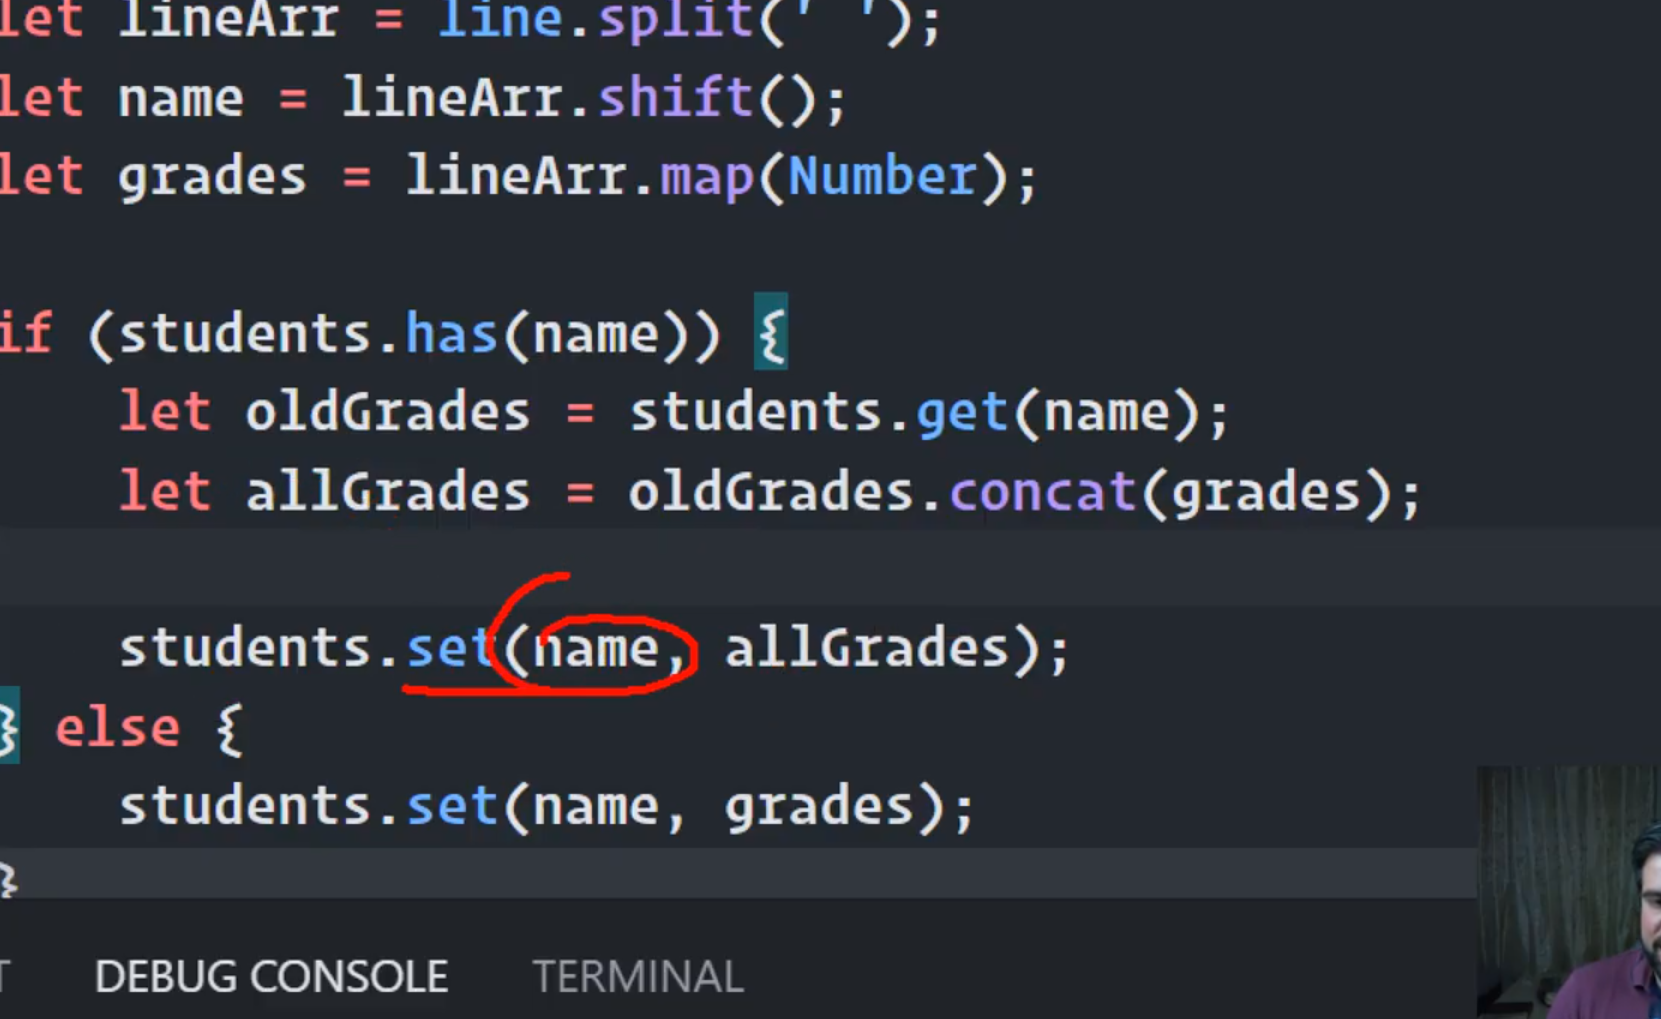 let lineArr = line.split(' ');
let name = lineArr.shift();
let grades = lineArr.map(Number);
if (students.has(name)) {
let oldGrades = students.get(name);
let allGrades = oldGrades.concat(grades);
students.set(name, allGrades);
} else {
students.set(name, grades);
}
T DEBUG CONSOLE TERMINAL